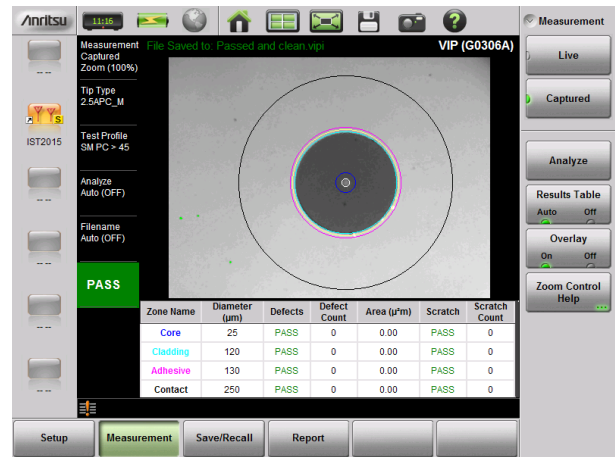 Anritsu
11:16
?
Measurement
Measurement
Captured
Zoom (100%)
File Saved to: Passed and clean.vipi
VIP (G0306A)
Live
-- --
Tip Type
2.5APC_M
Captured
S
IST2015
Test Profile
SM PC > 45
Analyze
Analyze
Auto (OFF)
Results Table
Auto Off
-- --
Filename
Auto (OFF)
Overlay
On Off
-- --
PASS
Zoom Control
Help
Zone Name Diameter (µm) Defects Defect Count Area (µ²m) Scratch Scratch Count
Core 25 PASS 0 0.00 PASS 0
Cladding 120 PASS 0 0.00 PASS 0
Adhesive 130 PASS 0 0.00 PASS 0
Contact 250 PASS 0 0.00 PASS 0
-- --
-- --
Setup Measurement Save/Recall Report